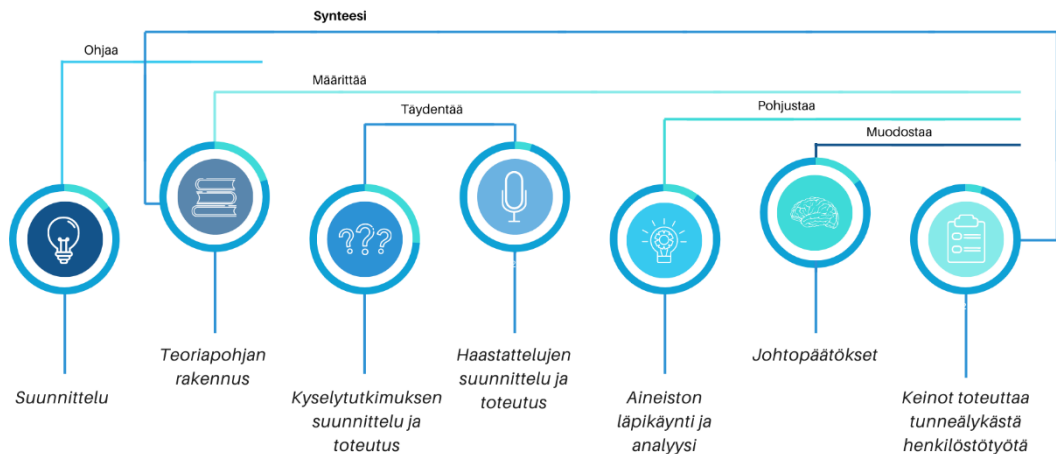 Synteesi
Ohjaa
Määrittää
Täydentää
Pohjustaa
Muodostaa
???
Suunnittelu
Teoriapohjan
rakennus
Kyselytutkimuksen
suunnittelu ja
toteutus
Haastattelujen
suunnittelu ja
toteutus
Aineiston
läpikäynti ja
analyysi
Johtopäätökset
Keinot toteuttaa
tunneälykästä
henkilöstötyötä